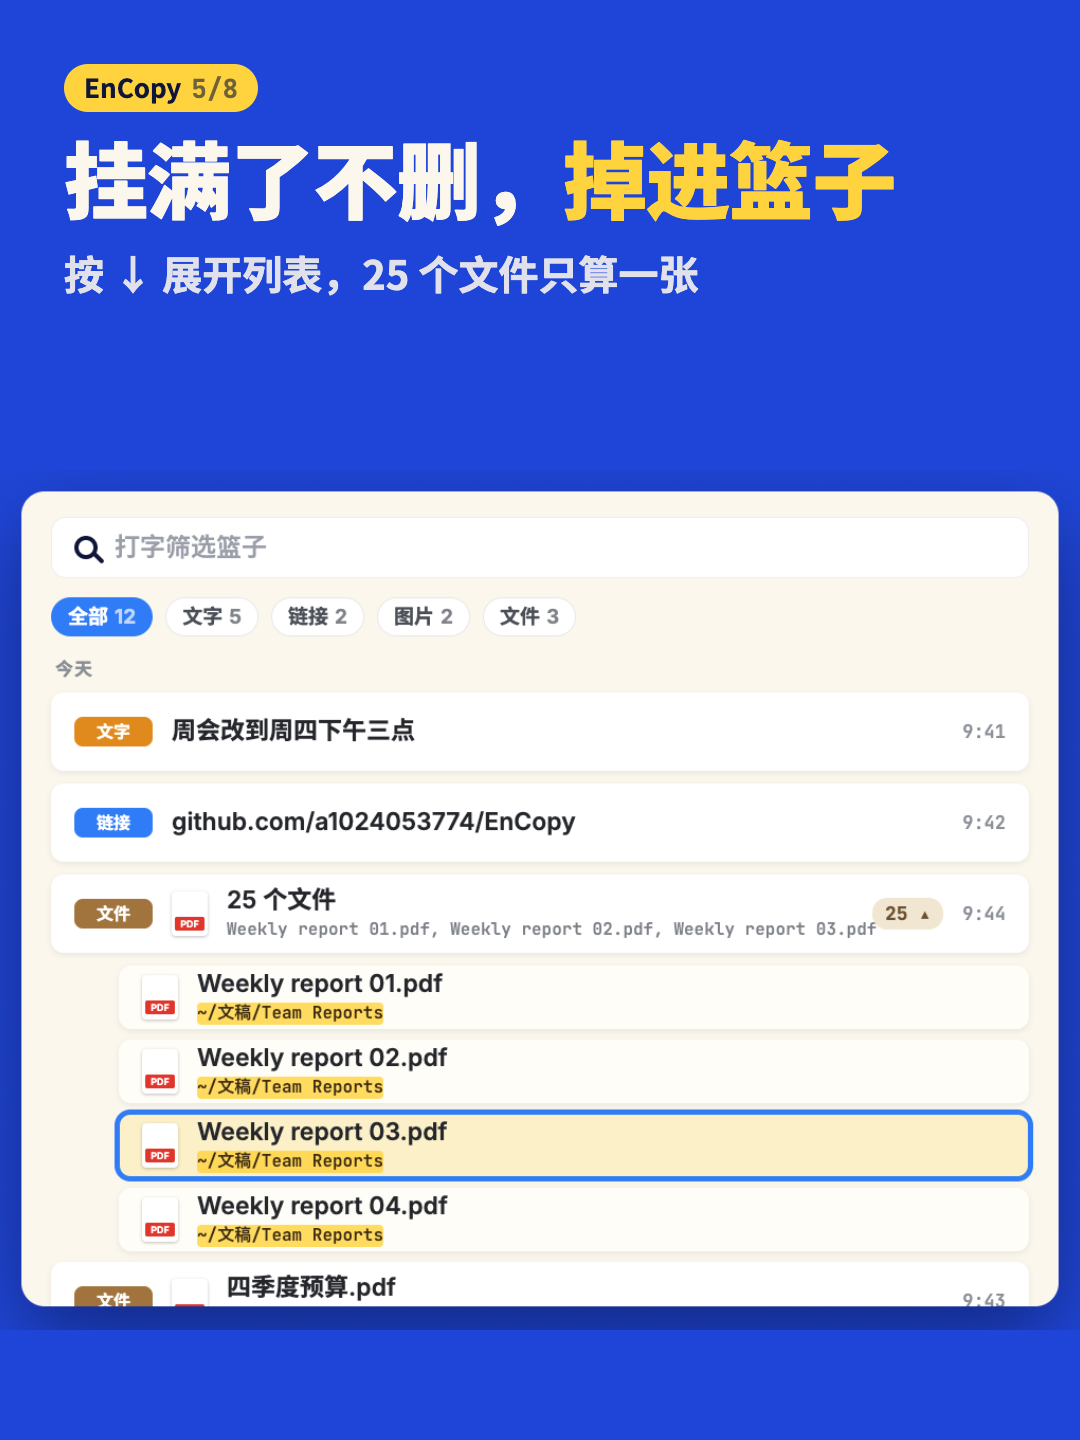 EnCopy 5/8
挂满了不删，掉进篮子
按 ↓ 展开列表，25 个文件只算一张
打字筛选篮子
全部 12 文字 5 链接 2 图片 2 文件 3
今天
文字 周会改到周四下午三点 9:41
链接 github.com/a1024053774/EnCopy 9:42
文件 PDF 25 个文件 25 ▲ 9:44
Weekly report 01.pdf, Weekly report 02.pdf, Weekly report 03.pdf
PDF Weekly report 01.pdf
~/文稿/Team Reports
PDF Weekly report 02.pdf
~/文稿/Team Reports
PDF Weekly report 03.pdf
~/文稿/Team Reports
PDF Weekly report 04.pdf
~/文稿/Team Reports
文件 四季度预算.pdf 9:43